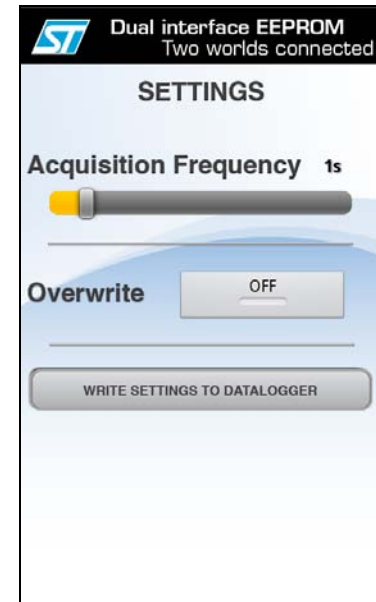 ST Dual interface EEPROM
Two worlds connected
SETTINGS
Acquisition Frequency 1s
Overwrite OFF
WRITE SETTINGS TO DATALOGGER